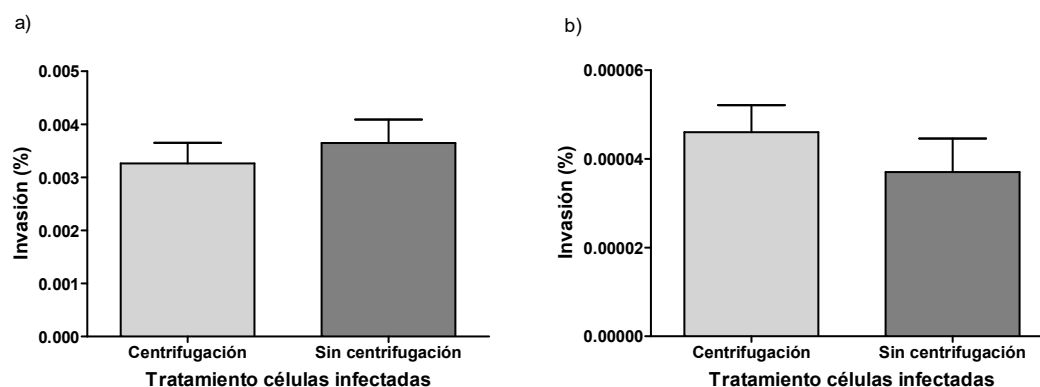 a)
0.005
0.004
0.003
0.002
0.001
0.000
Invasión (%)
Centrifugación
Sin centrifugación
Tratamiento células infectadas
b)
0.00006
0.00004
0.00002
0.00000
Invasión (%)
Centrifugación
Sin centrifugación
Tratamiento células infectadas